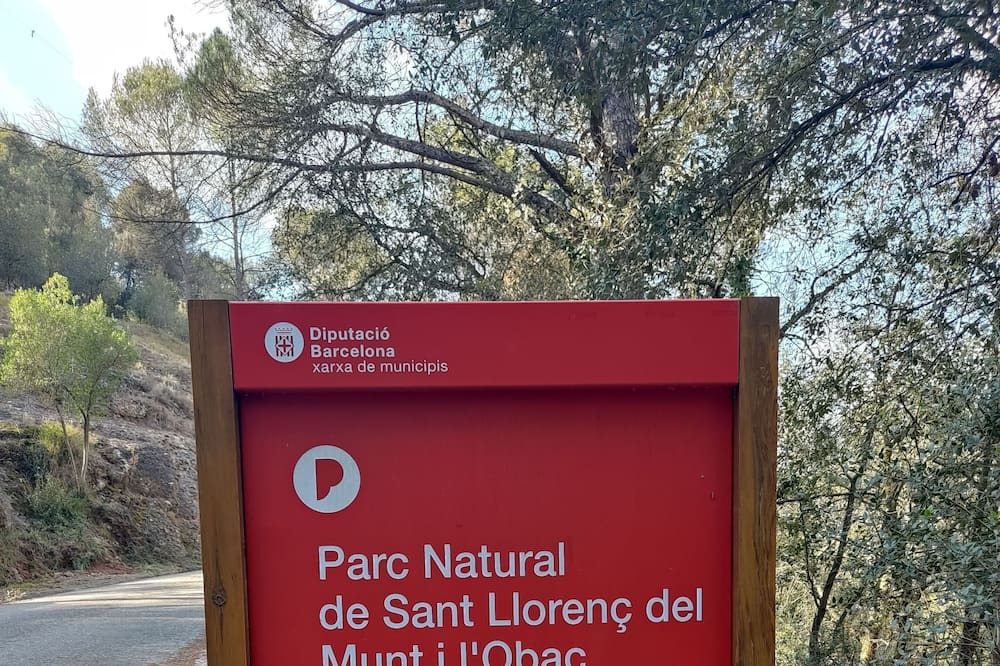 Diputació
Barcelona
xarxa de municipis
P
Parc Natural
de Sant Llorenç del
Munt i l'Obac